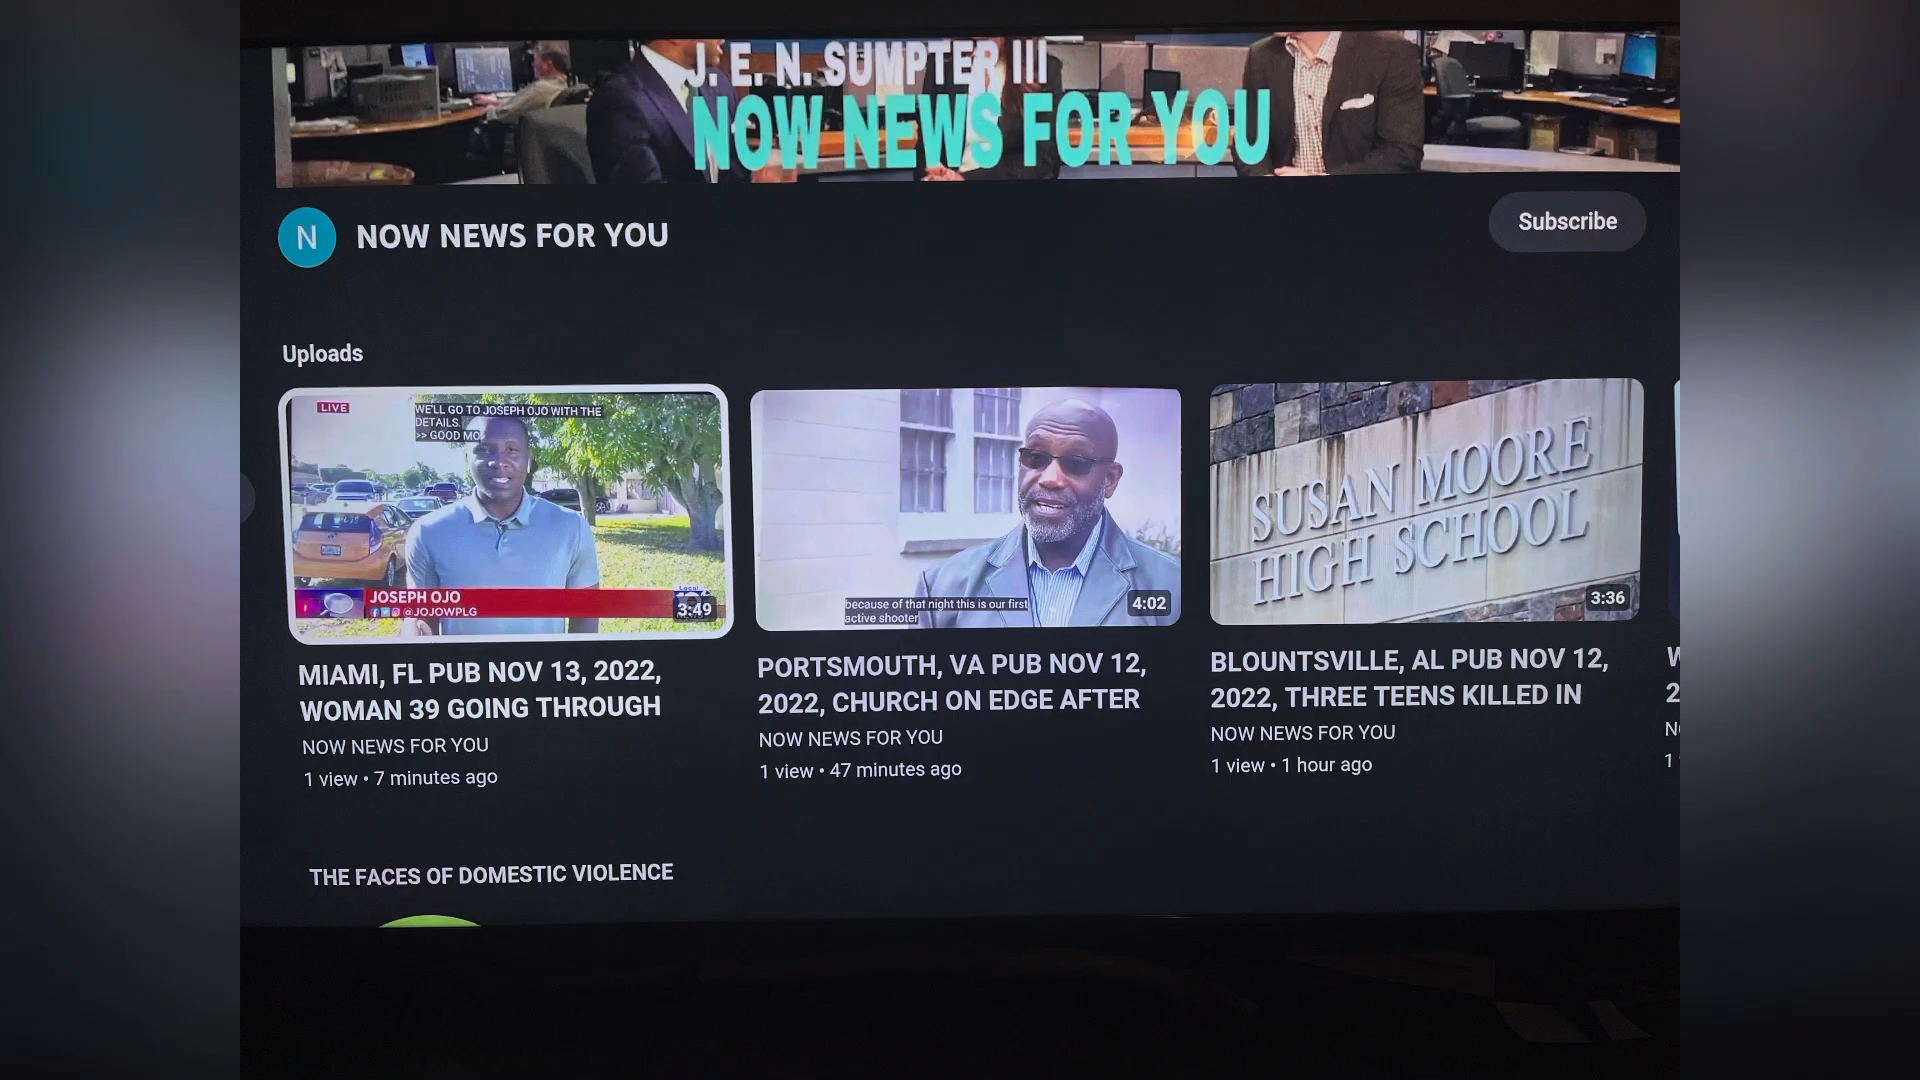 J. E. N. SUMPTER III
NOW NEWS FOR YOU
N
NOW NEWS FOR YOU
Subscribe
Uploads
LIVE
WE'LL GO TO JOSEPH OJO WITH THE
DETAILS.
>> GOOD MO
JOSEPH OJO
@JOJOWPLG
Local
3:49
because of that night this is our first
active shooter
4:02
SUSAN MOORE
HIGH SCHOOL
3:36
MIAMI, FL PUB NOV 13, 2022,
WOMAN 39 GOING THROUGH
NOW NEWS FOR YOU
1 view • 7 minutes ago
PORTSMOUTH, VA PUB NOV 12,
2022, CHURCH ON EDGE AFTER
NOW NEWS FOR YOU
1 view • 47 minutes ago
BLOUNTSVILLE, AL PUB NOV 12,
2022, THREE TEENS KILLED IN
NOW NEWS FOR YOU
1 view • 1 hour ago
THE FACES OF DOMESTIC VIOLENCE